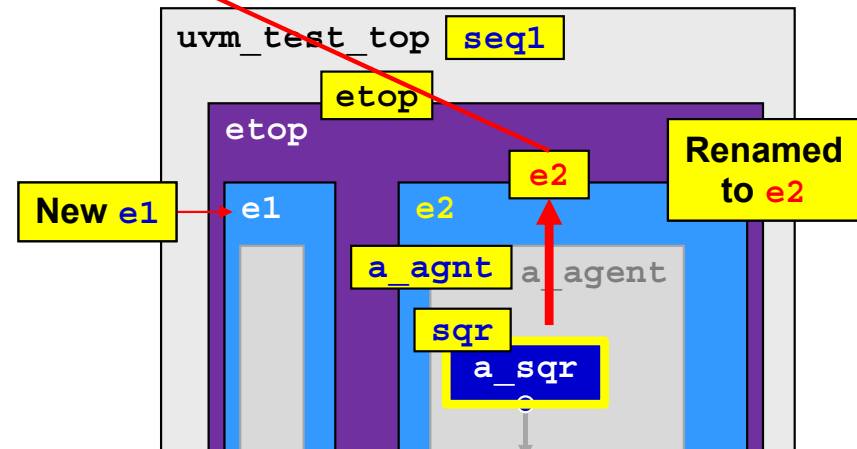 uvm_test_top seq1
etop
etop
Renamed
to e2
e2
New e1
e1
e2
a_agnt
a_agent
sqr
a_sqr